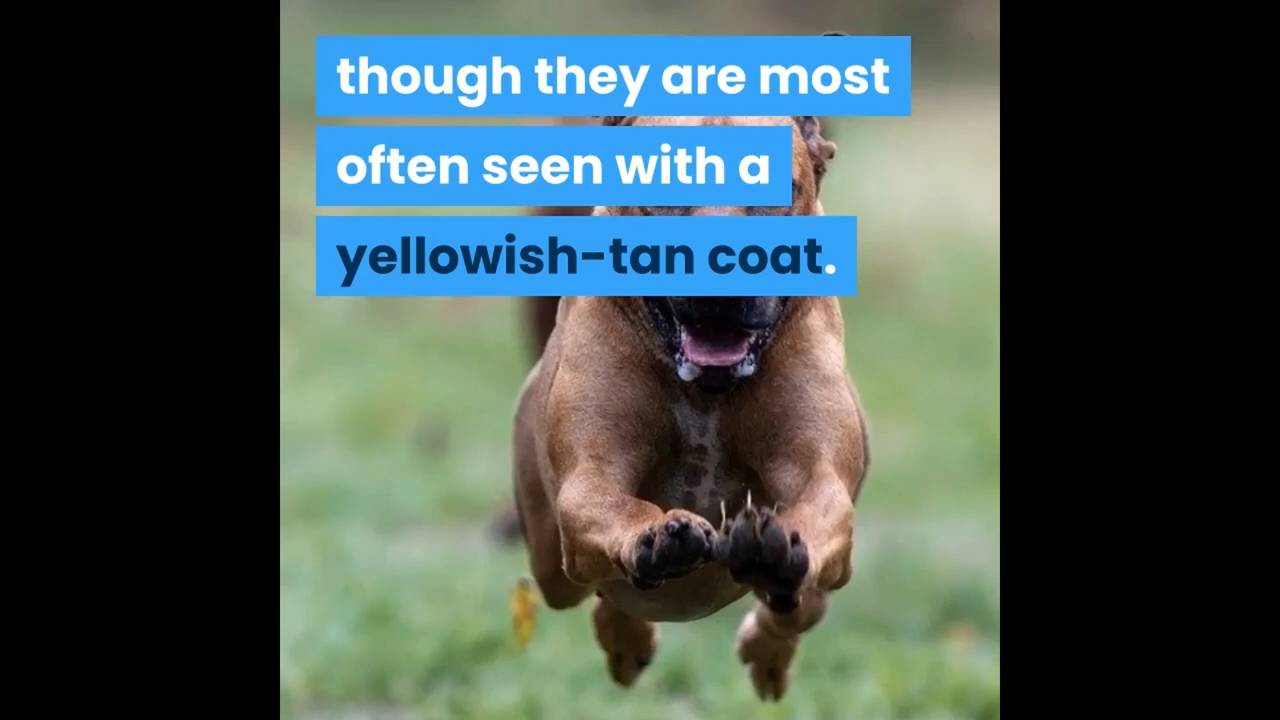 though they are most
often seen with a
yellowish-tan coat.